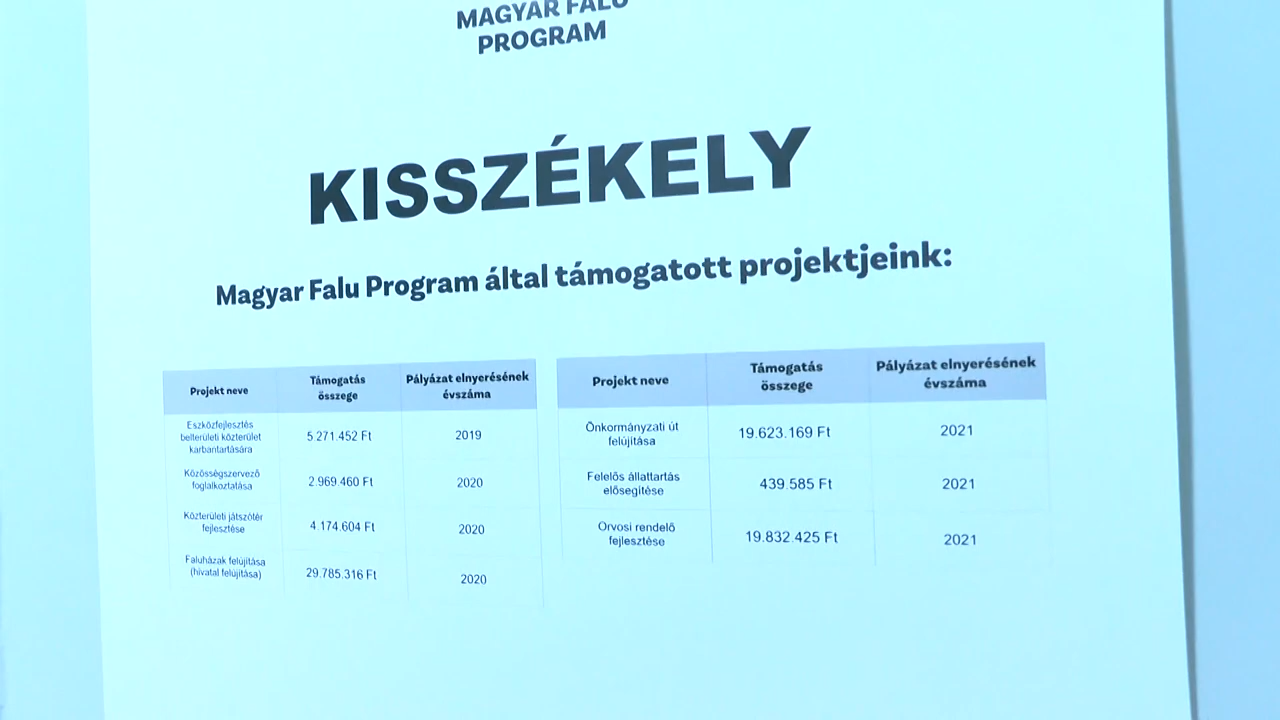 MAGYAR FALU
PROGRAM
KISSZÉKELY
Magyar Falu Program által támogatott projektjeink:
Projekt neve
Támogatás
összege
Pályázat elnyerésének
évszáma
Eszközfejlesztés
belterületi közterület
karbantartására
5.271.452 Ft
2019
Közösségszervező
foglalkoztatása
2.969.460 Ft
2020
Közterületi játszótér
fejlesztése
4.174.604 Ft
2020
Faluházak felújítása
(hivatal felújítása)
29.785.316 Ft
2020
Projekt neve
Támogatás
összege
Pályázat elnyerésének
évszáma
Önkormányzati út
felújítása
19.623.169 Ft
2021
Felelős állattartás
elősegítése
439.585 Ft
2021
Orvosi rendelő
fejlesztése
19.832.425 Ft
2021